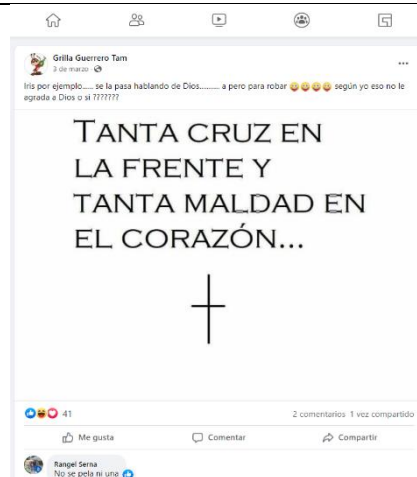 Grilla Guerrero Tam
3 de marzo
Iris por ejemplo..... se la pasa hablando de Dios......... a pero para robar 😄😄😄😄 según yo eso no le
agrada a Dios o si ???????
TANTA CRUZ EN
LA FRENTE Y
TANTA MALDAD EN
EL CORAZÓN...
41
2 comentarios 1 vez compartido
Me gusta Comentar Compartir
Rangel Serna
No se pela ni una